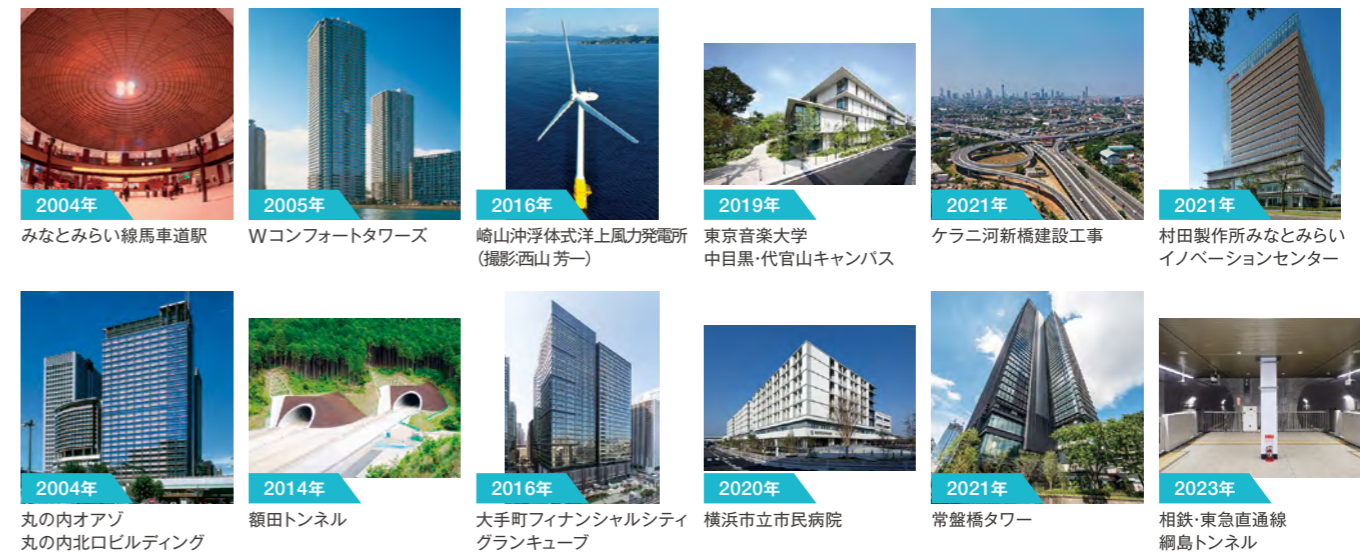 2004年
みなとみらい線馬車道駅
2005年
Wコンフォートタワーズ
2016年
崎山沖浮体式洋上風力発電所
（撮影:西山 芳一）
2019年
東京音楽大学
中目黒・代官山キャンパス
2021年
ケラニ河新橋建設工事
2021年
村田製作所みなとみらい
イノベーションセンター
2004年
丸の内オアゾ
丸の内北口ビルディング
2014年
額田トンネル
2016年
大手町フィナンシャルシティ
グランキューブ
2020年
横浜市立市民病院
2021年
常盤橋タワー
2023年
相鉄・東急直通線
綱島トンネル